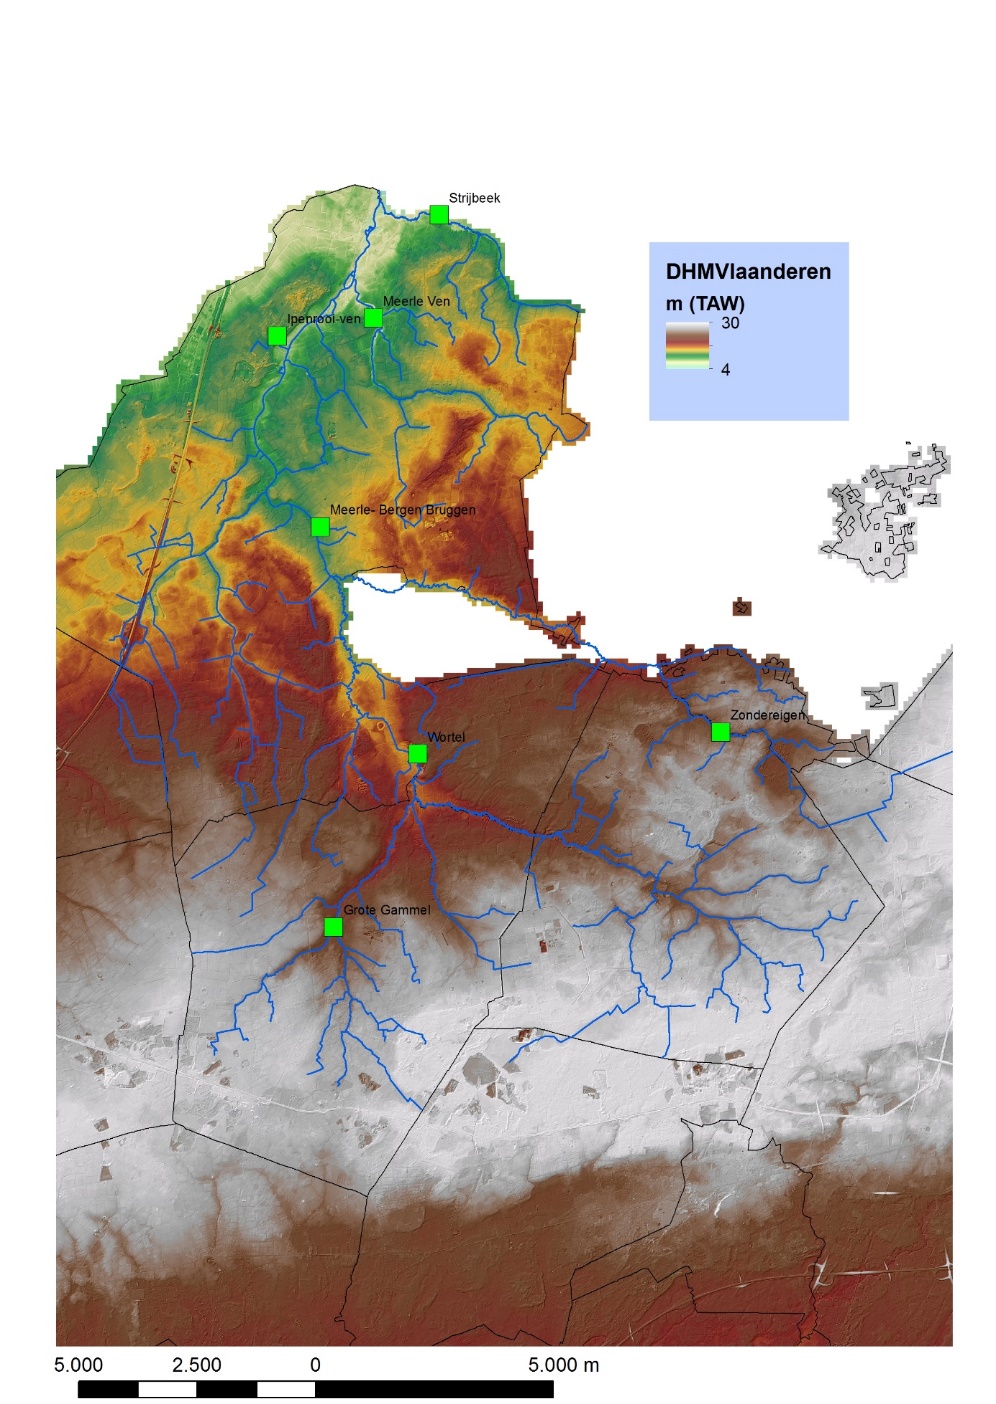 Strijbeek
DHMVlaanderen
m (TAW)
30
4
Meerle Ven
Ipenrooi-ven
Meerle- Bergen Bruggen
Zondereigen
Wortel
Grote Gammel
5.000 2.500 0 5.000 m